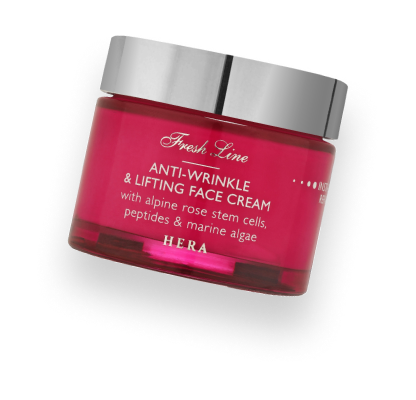 Fresh Line
ANTI-WRINKLE
& LIFTING FACE CREAM
with alpine rose stem cells,
peptides & marine algae
HERA